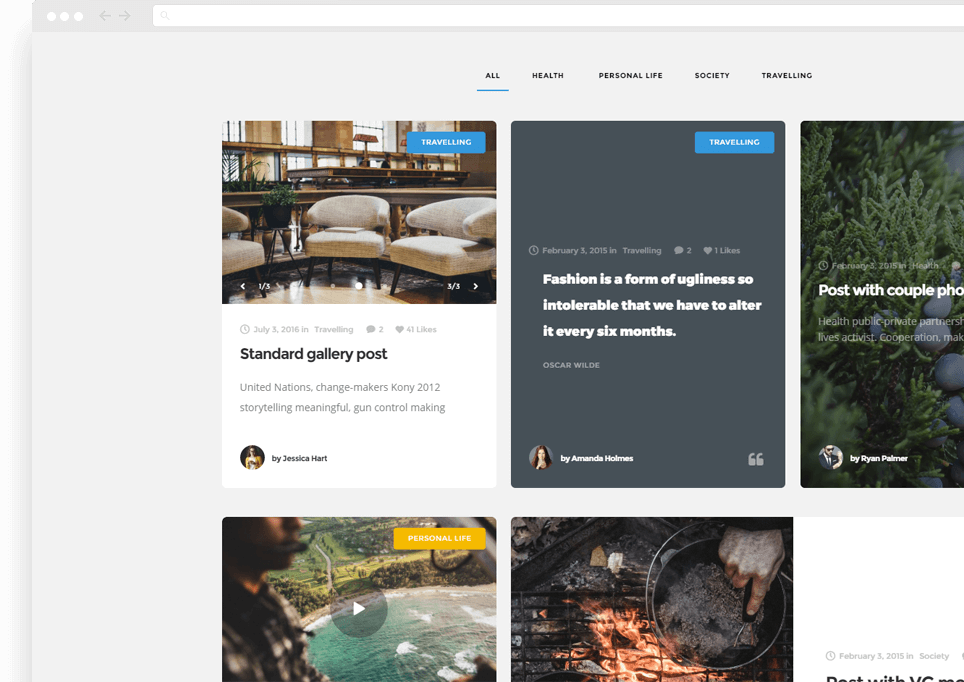 ALL HEALTH PERSONAL LIFE SOCIETY TRAVELLING
TRAVELLING
1/3 3/3
July 3, 2016 in Travelling 2 41 Likes
Standard gallery post
United Nations, change-makers Kony 2012
storytelling meaningful, gun control making
by Jessica Hart
TRAVELLING
February 3, 2015 in Travelling 2 1 Likes
Fashion is a form of ugliness so
intolerable that we have to alter
it every six months.
OSCAR WILDE
by Amanda Holmes
February 3, 2015 in Health
Post with couple pho
Health public-private partnersh
lives activist. Cooperation, mak
by Ryan Palmer
PERSONAL LIFE
February 3, 2015 in Society
Post with VC mo